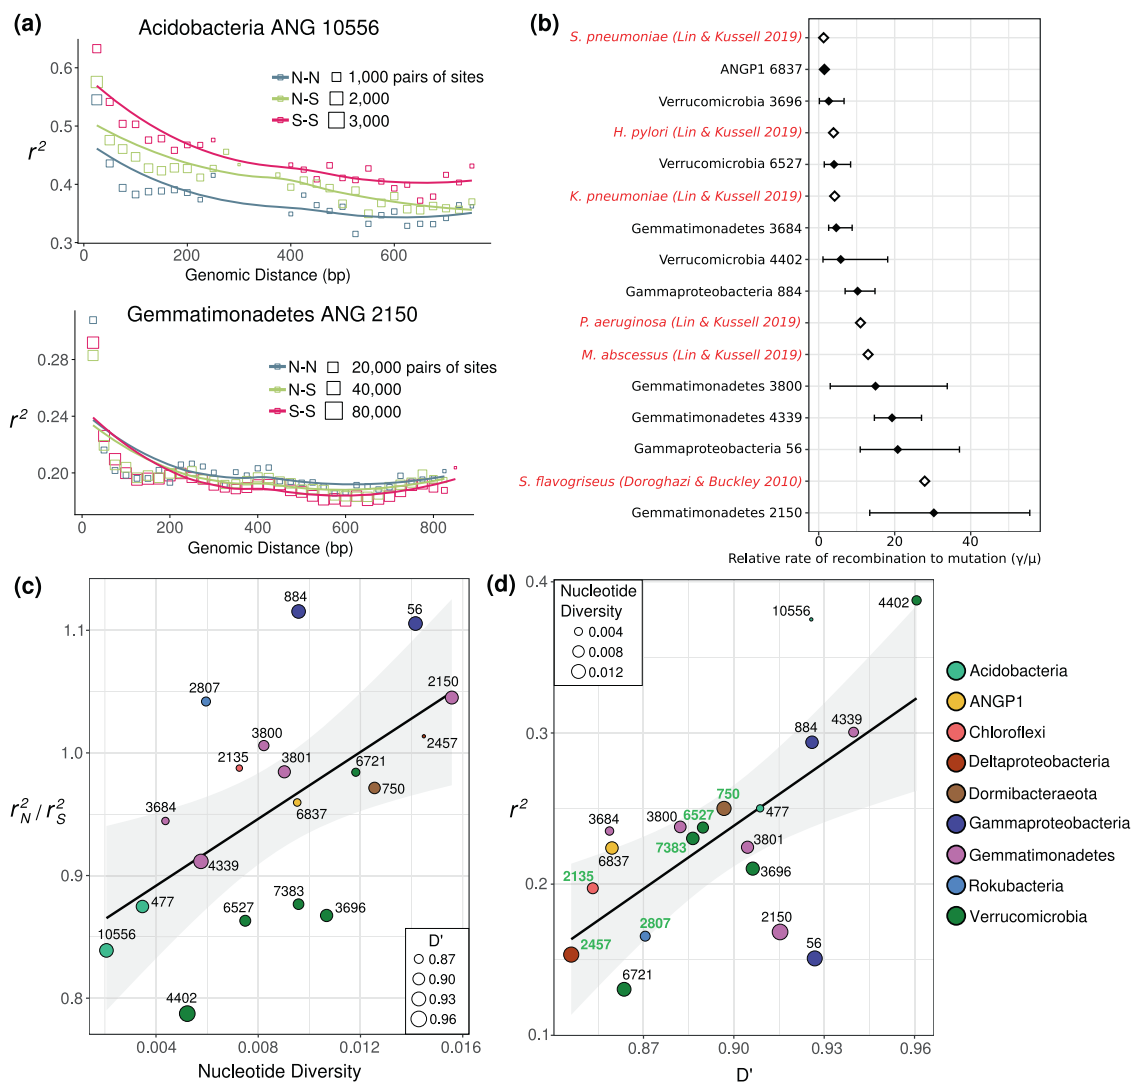 (a)
Acidobacteria ANG 10556
0.6
0.5
0.4
0.3
r²
N-N
N-S
S-S
1,000 pairs of sites
2,000
3,000
0
200
400
600
Genomic Distance (bp)
Gemmatimonadetes ANG 2150
0.28
0.24
0.20
r²
N-N
N-S
S-S
20,000 pairs of sites
40,000
80,000
0
200
400
600
800
Genomic Distance (bp)
(b)
S. pneumoniae (Lin & Kussell 2019)
ANGP1 6837
Verrucomicrobia 3696
H. pylori (Lin & Kussell 2019)
Verrucomicrobia 6527
K. pneumoniae (Lin & Kussell 2019)
Gemmatimonadetes 3684
Verrucomicrobia 4402
Gammaproteobacteria 884
P. aeruginosa (Lin & Kussell 2019)
M. abscessus (Lin & Kussell 2019)
Gemmatimonadetes 3800
Gemmatimonadetes 4339
Gammaproteobacteria 56
S. flavogriseus (Doroghazi & Buckley 2010)
Gemmatimonadetes 2150
0
20
40
Relative rate of recombination to mutation (γ/μ)
(c)
1.1
1.0
0.9
0.8
r²N / r²S
884
56
2807
2150
3800
2457
2135
3801
6721
750
6837
3684
4339
477
7383
6527
3696
10556
4402
D'
0.87
0.90
0.93
0.96
0.004
0.008
0.012
0.016
Nucleotide Diversity
(d)
0.4
0.3
0.2
0.1
r²
Nucleotide
Diversity
0.004
0.008
0.012
10556
4402
884
4339
750
3684
3800
6527
477
6837
7383
3801
2135
3696
2807
2150
2457
56
6721
0.87
0.90
0.93
0.96
D'
Acidobacteria
ANGP1
Chloroflexi
Deltaproteobacteria
Dormibacteraeota
Gammaproteobacteria
Gemmatimonadetes
Rokubacteria
Verrucomicrobia